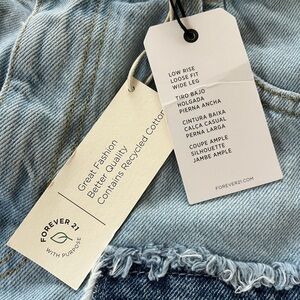 Great Fashion
Better Quality
Contains Recycled Cotton
FOREVER 21
WITH PURPOSE
LOW RISE
LOOSE FIT
WIDE LEG
TIRO BAJO
HOLGADA
PIERNA ANCHA
CINTURA BAIXA
CALÇA CASUAL
PERNA LARGA
COUPE AMPLE
SILHOUETTE
JAMBE AMPLE
FOREVER21.COM